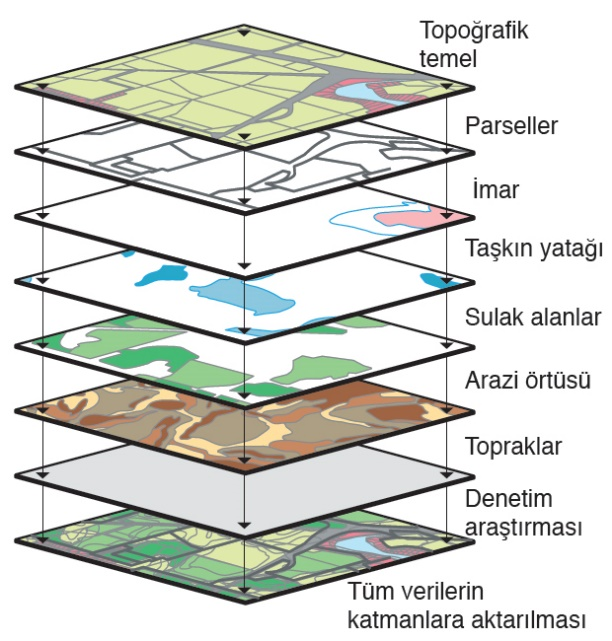 Topoğrafik
temel
Parseller
İmar
Taşkın yatağı
Sulak alanlar
Arazi örtüsü
Topraklar
Denetim
araştırması
Tüm verilerin
katmanlara aktarılması